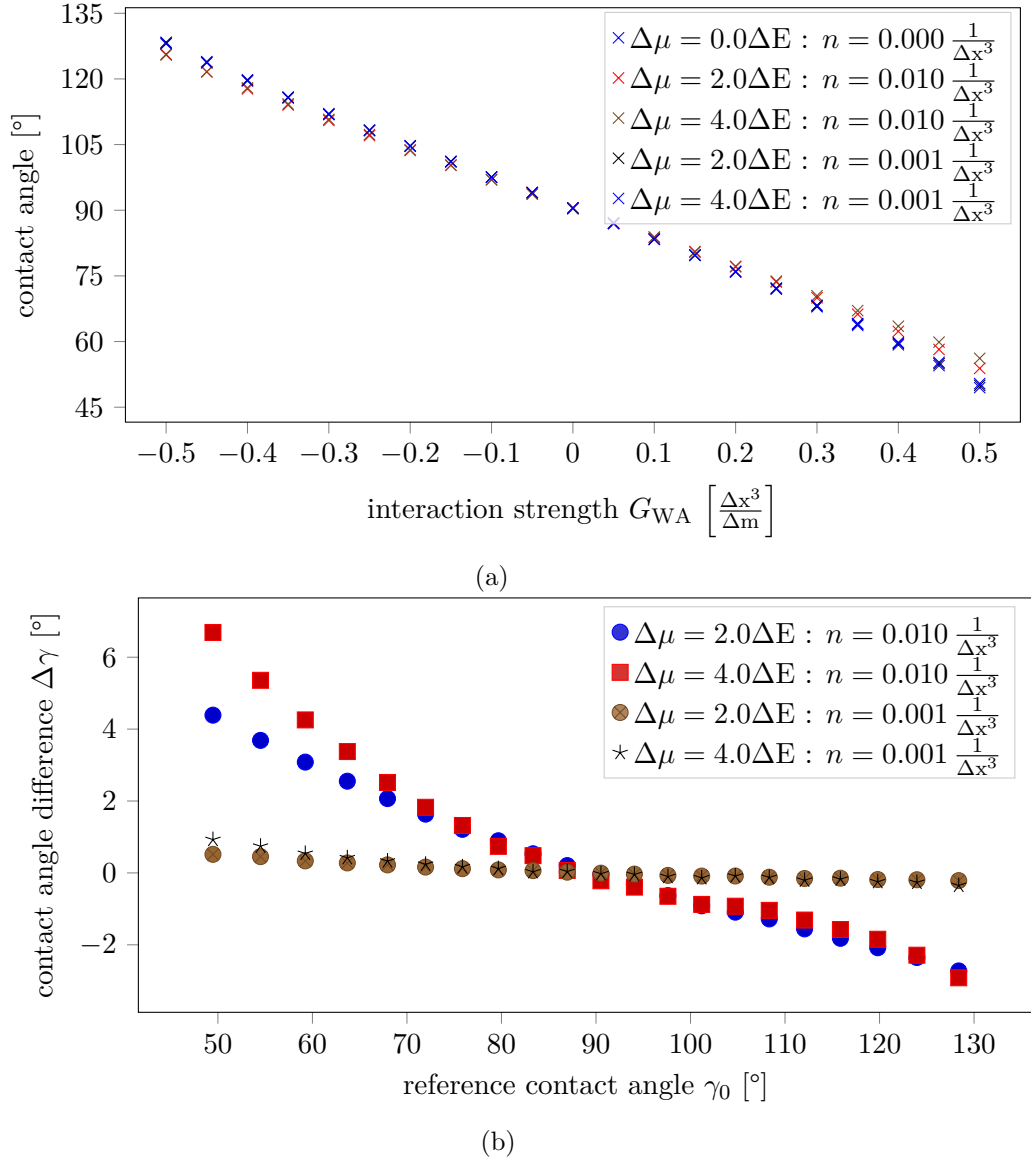 135
120
105
90
75
60
45
contact angle [°]
× Δμ = 0.0ΔE : n = 0.000 1/Δx³
× Δμ = 2.0ΔE : n = 0.010 1/Δx³
× Δμ = 4.0ΔE : n = 0.010 1/Δx³
× Δμ = 2.0ΔE : n = 0.001 1/Δx³
× Δμ = 4.0ΔE : n = 0.001 1/Δx³
−0.5 −0.4 −0.3 −0.2 −0.1 0 0.1 0.2 0.3 0.4 0.5
interaction strength G_WA [Δx³/Δm]
(a)
6
4
2
0
−2
contact angle difference Δγ [°]
Δμ = 2.0ΔE : n = 0.010 1/Δx³
Δμ = 4.0ΔE : n = 0.010 1/Δx³
Δμ = 2.0ΔE : n = 0.001 1/Δx³
Δμ = 4.0ΔE : n = 0.001 1/Δx³
50 60 70 80 90 100 110 120 130
reference contact angle γ₀ [°]
(b)